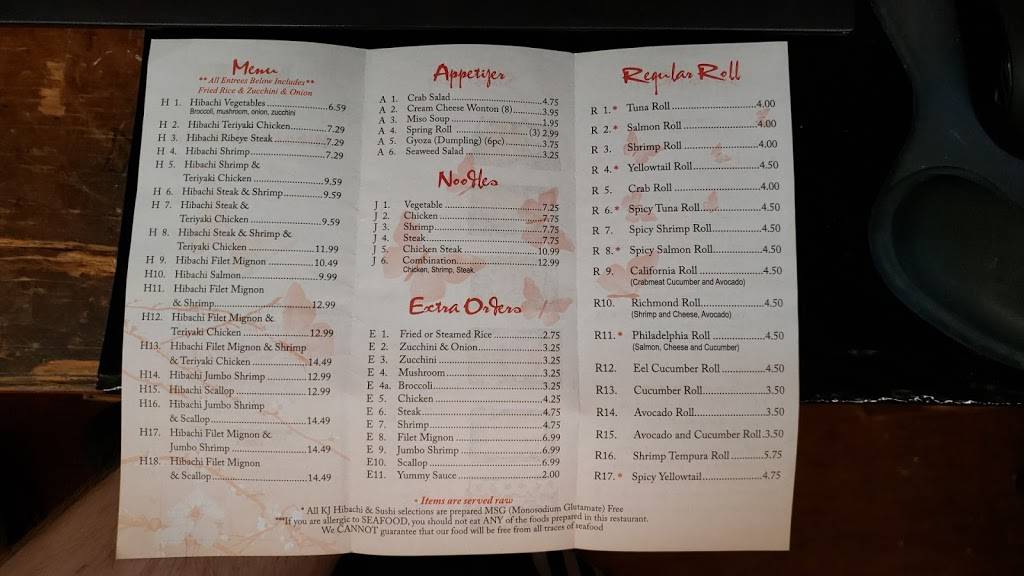 Menu
** All Entrees Below Includes**
Fried Rice & Zucchini & Onion
H 1. Hibachi Vegetables..........6.59
Broccoli, mushroom, onion, zucchini
H 2. Hibachi Teriyaki Chicken..........7.29
H 3. Hibachi Ribeye Steak..........7.29
H 4. Hibachi Shrimp..........7.29
H 5. Hibachi Shrimp &
Teriyaki Chicken..........9.59
H 6. Hibachi Steak & Shrimp..........9.59
H 7. Hibachi Steak &
Teriyaki Chicken..........9.59
H 8. Hibachi Steak & Shrimp &
Teriyaki Chicken..........11.99
H 9. Hibachi Filet Mignon..........10.49
H10. Hibachi Salmon..........9.99
H11. Hibachi Filet Mignon
& Shrimp..........12.99
H12. Hibachi Filet Mignon &
Teriyaki Chicken..........12.99
H13. Hibachi Filet Mignon & Shrimp
& Teriyaki Chicken..........14.49
H14. Hibachi Jumbo Shrimp..........12.99
H15. Hibachi Scallop..........12.99
H16. Hibachi Jumbo Shrimp
& Scallop..........14.49
H17. Hibachi Filet Mignon &
Jumbo Shrimp..........14.49
H18. Hibachi Filet Mignon
& Scallop..........14.49
Appetizer
A 1. Crab Salad..........4.75
A 2. Cream Cheese Wonton (8)..........3.95
A 3. Miso Soup..........1.95
A 4. Spring Roll..........(3) 2.99
A 5. Gyoza (Dumpling) (6pc)..........3.75
A 6. Seaweed Salad..........3.25
Noodles
J 1. Vegetable..........7.25
J 2. Chicken..........7.75
J 3. Shrimp..........7.75
J 4. Steak..........7.75
J 5. Chicken Steak..........10.99
J 6. Combination..........12.99
Chicken, Shrimp, Steak.
Extra Orders
E 1. Fried or Steamed Rice..........2.75
E 2. Zucchini & Onion..........3.25
E 3. Zucchini..........3.25
E 4. Mushroom..........3.25
E 4a. Broccoli..........3.25
E 5. Chicken..........4.25
E 6. Steak..........4.75
E 7. Shrimp..........4.75
E 8. Filet Mignon..........6.99
E 9. Jumbo Shrimp..........6.99
E10. Scallop..........6.99
E11. Yummy Sauce..........2.00
Regular Roll
R 1.* Tuna Roll..........4.00
R 2.* Salmon Roll..........4.00
R 3. Shrimp Roll..........4.00
R 4.* Yellowtail Roll..........4.50
R 5. Crab Roll..........4.00
R 6.* Spicy Tuna Roll..........4.50
R 7. Spicy Shrimp Roll..........4.50
R 8.* Spicy Salmon Roll..........4.50
R 9. California Roll..........4.50
(Crabmeat Cucumber and Avocado)
R10. Richmond Roll..........4.50
(Shrimp and Cheese, Avocado)
R11.* Philadelphia Roll..........4.50
(Salmon, Cheese and Cucumber)
R12. Eel Cucumber Roll..........4.50
R13. Cucumber Roll..........3.50
R14. Avocado Roll..........3.50
R15. Avocado and Cucumber Roll.3.50
R16. Shrimp Tempura Roll..........5.75
R17.* Spicy Yellowtail..........4.75
* Items are served raw
* All KJ Hibachi & Sushi selections are prepared MSG (Monosodium Glutamate) Free
***If you are allergic to SEAFOOD, you should not eat ANY of the foods prepared in this restaurant.
We CANNOT guarantee that our food will be free from all traces of seafood